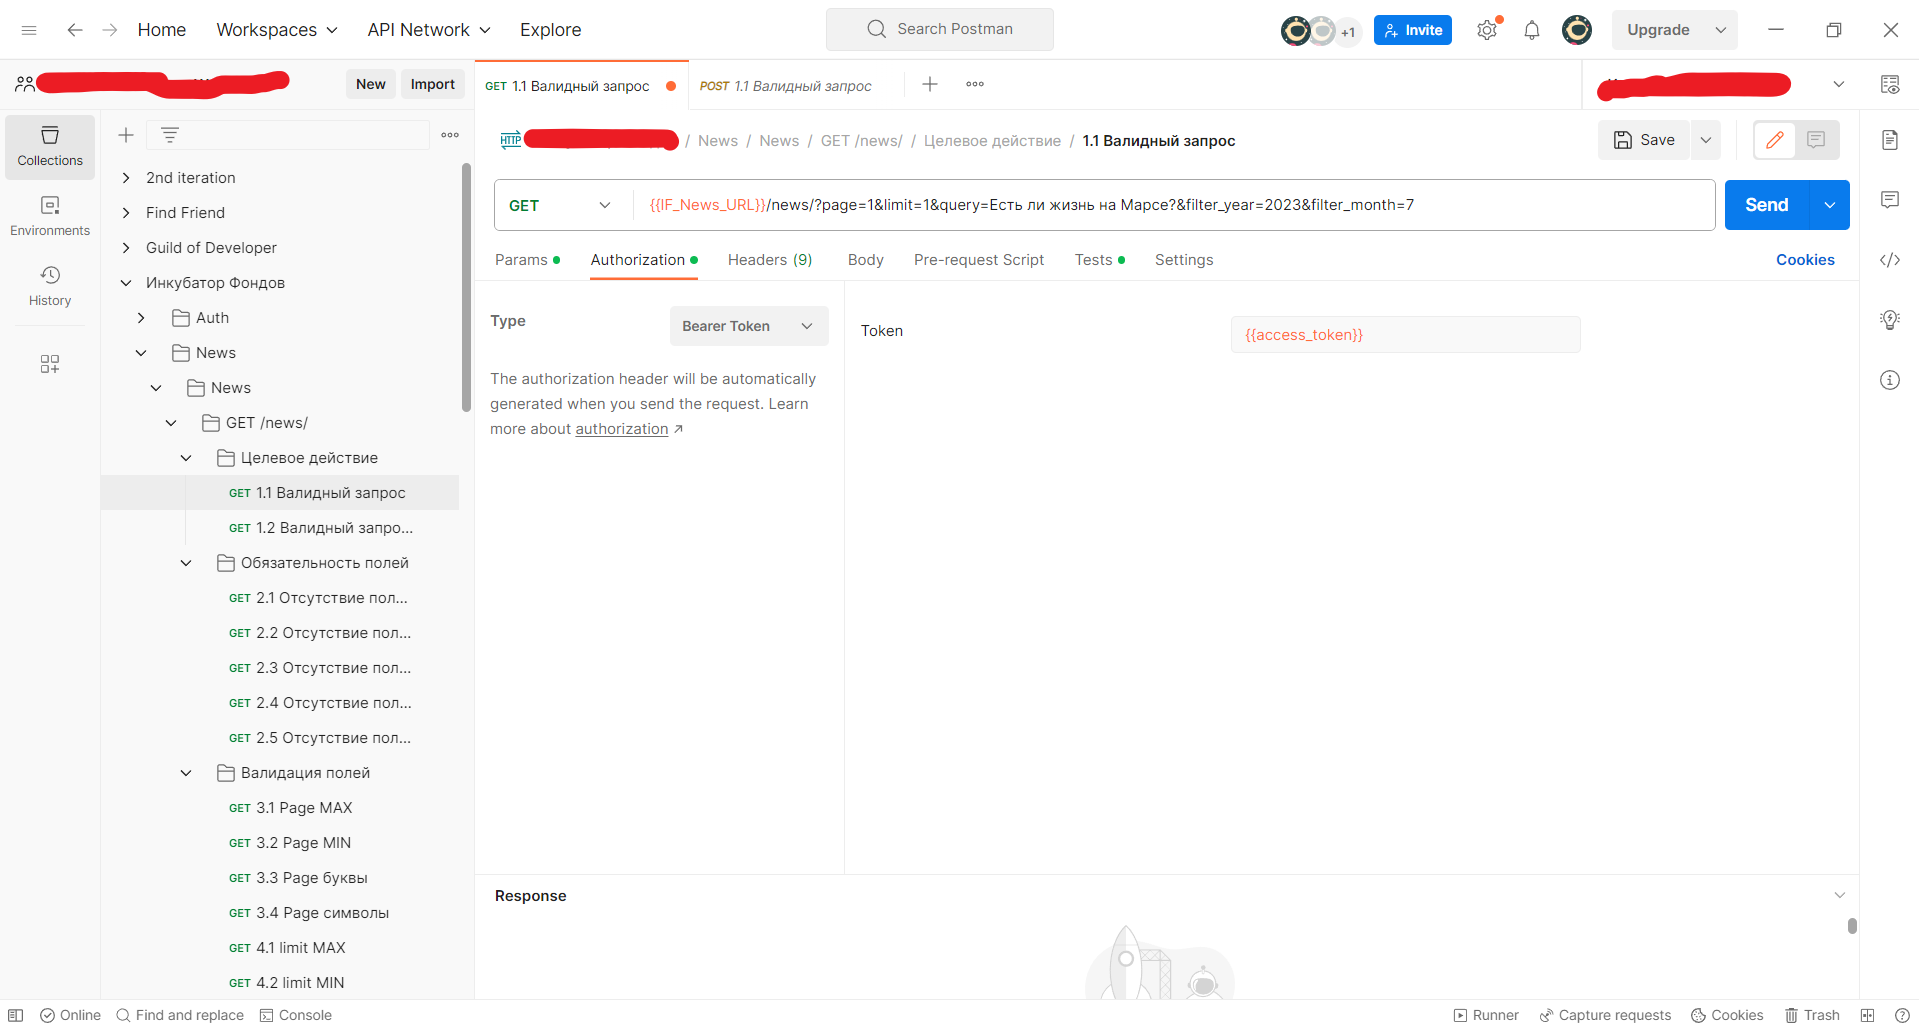 Home Workspaces API Network Explore Search Postman +1 Invite Upgrade
New Import GET 1.1 Валидный запрос POST 1.1 Валидный запрос
Collections
Environments
History
2nd iteration
Find Friend
Guild of Developer
Инкубатор Фондов
Auth
News
News
GET /news/
Целевое действие
GET 1.1 Валидный запрос
GET 1.2 Валидный запро...
Обязательность полей
GET 2.1 Отсутствие пол...
GET 2.2 Отсутствие пол...
GET 2.3 Отсутствие пол...
GET 2.4 Отсутствие пол...
GET 2.5 Отсутствие пол...
Валидация полей
GET 3.1 Page MAX
GET 3.2 Page MIN
GET 3.3 Page буквы
GET 3.4 Page символы
GET 4.1 limit MAX
GET 4.2 limit MIN
HTTP / News / News / GET /news/ / Целевое действие / 1.1 Валидный запрос Save
GET {{IF_News_URL}}/news/?page=1&limit=1&query=Есть ли жизнь на Марсе?&filter_year=2023&filter_month=7 Send
Params Authorization Headers (9) Body Pre-request Script Tests Settings Cookies
Type Bearer Token
The authorization header will be automatically
generated when you send the request. Learn
more about authorization ↗
Token {{access_token}}
Response
Online Find and replace Console Runner Capture requests Cookies Trash